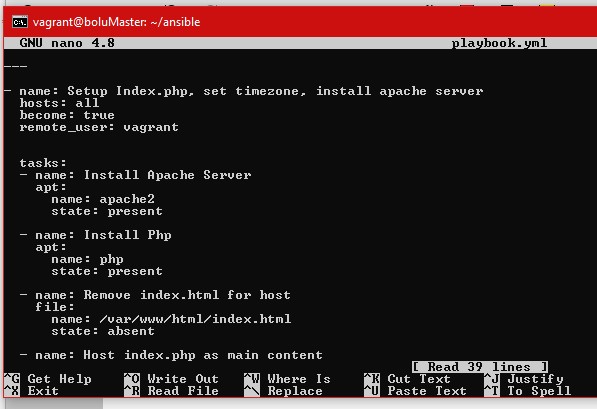 vagrant@boluMaster: ~/ansible
GNU nano 4.8 playbook.yml
---
- name: Setup Index.php, set timezone, install apache server
  hosts: all
  become: true
  remote_user: vagrant
  tasks:
  - name: Install Apache Server
    apt:
      name: apache2
      state: present
  - name: Install Php
    apt:
      name: php
      state: present
  - name: Remove index.html for host
    file:
      name: /var/www/html/index.html
      state: absent
  - name: Host index.php as main content
[ Read 39 lines ]
^G Get Help ^O Write Out ^W Where Is ^K Cut Text ^J Justify
^X Exit ^R Read File ^\ Replace ^U Paste Text ^T To Spell